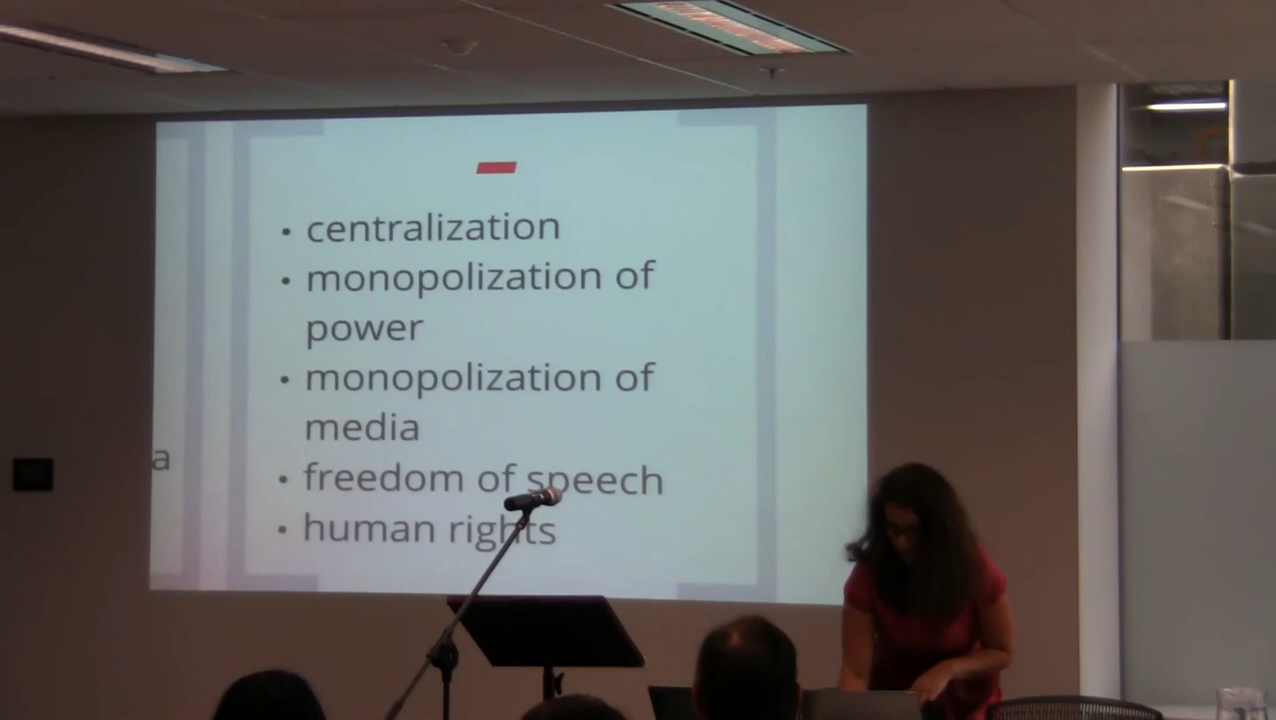 • centralization
• monopolization of
power
• monopolization of
media
a
• freedom of speech
• human rights